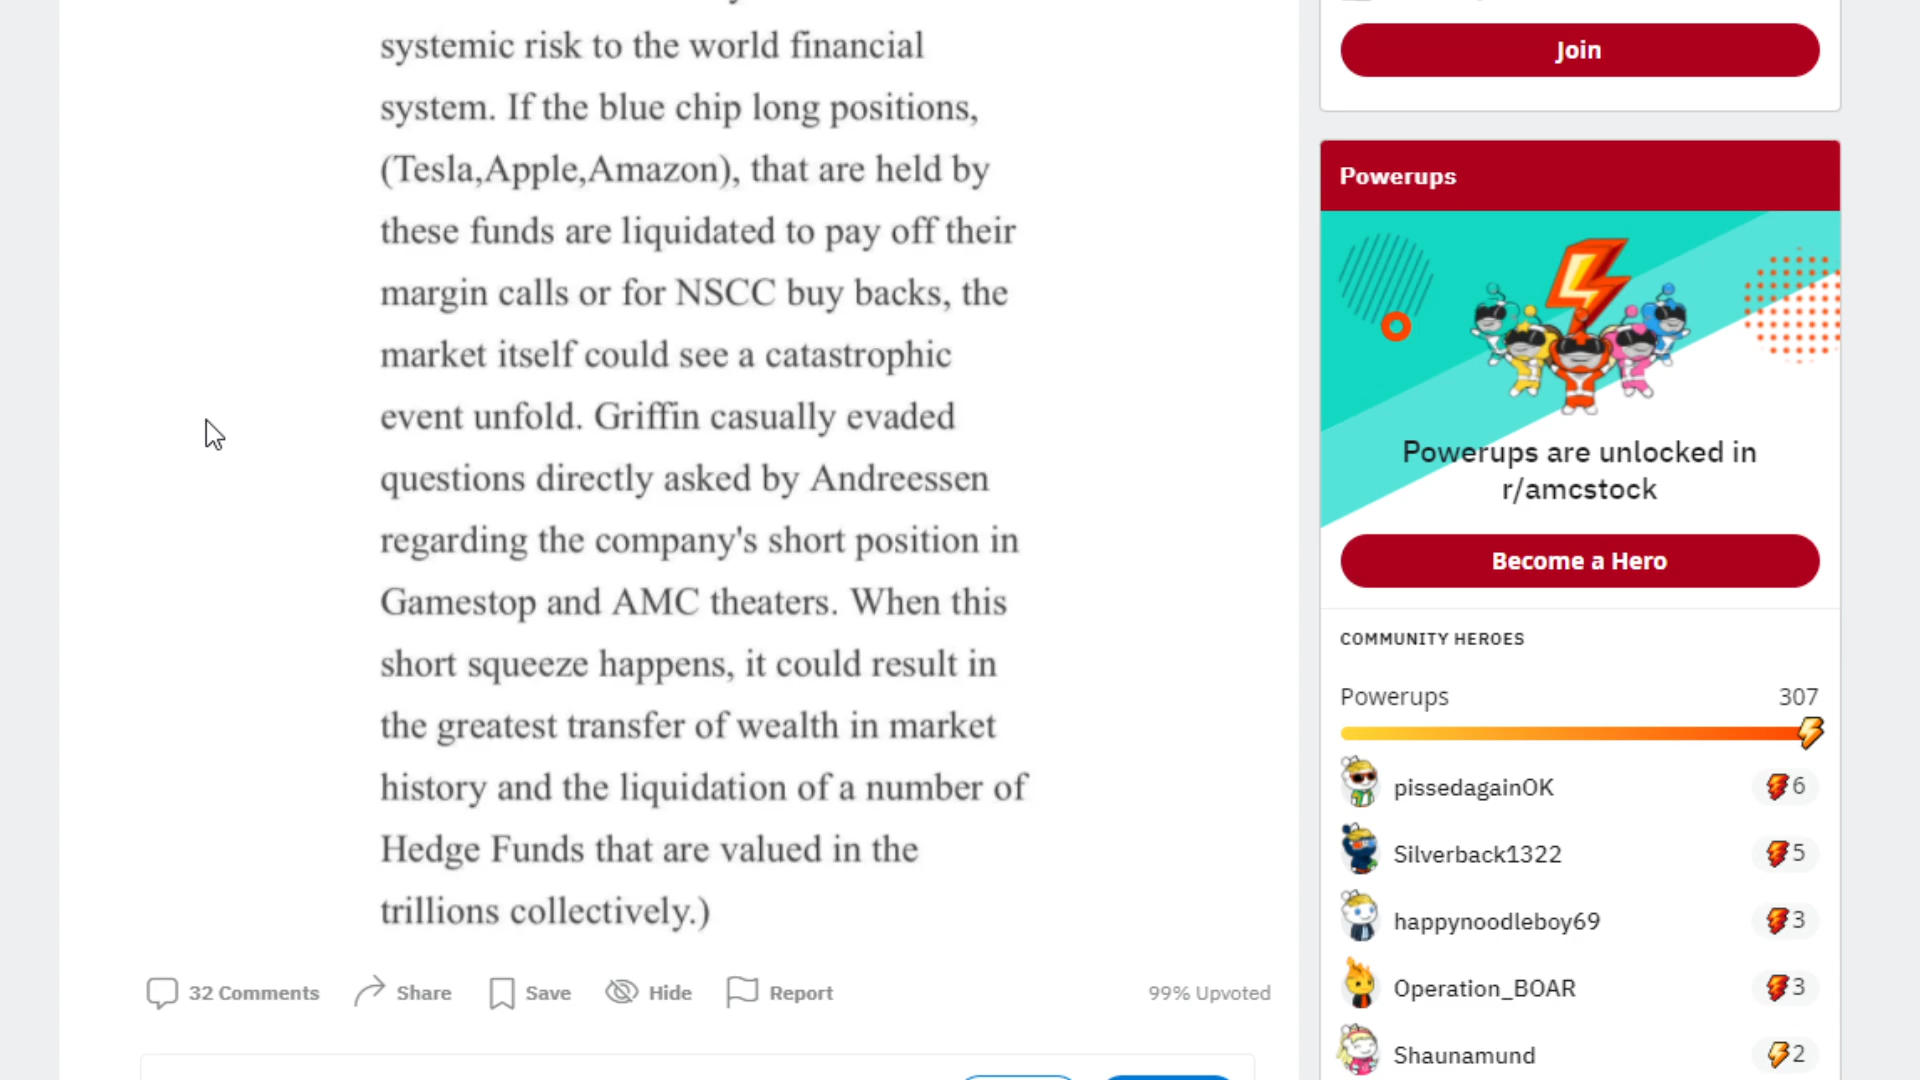 systemic risk to the world financial
system. If the blue chip long positions,
(Tesla,Apple,Amazon), that are held by
these funds are liquidated to pay off their
margin calls or for NSCC buy backs, the
market itself could see a catastrophic
event unfold. Griffin casually evaded
questions directly asked by Andreessen
regarding the company's short position in
Gamestop and AMC theaters. When this
short squeeze happens, it could result in
the greatest transfer of wealth in market
history and the liquidation of a number of
Hedge Funds that are valued in the
trillions collectively.)
32 Comments
Share
Save
Hide
Report
99% Upvoted
Join
Powerups
Powerups are unlocked in
r/amcstock
Become a Hero
COMMUNITY HEROES
Powerups 307
pissedagainOK 6
Silverback1322 5
happynoodleboy69 3
Operation_BOAR 3
Shaunamund 2